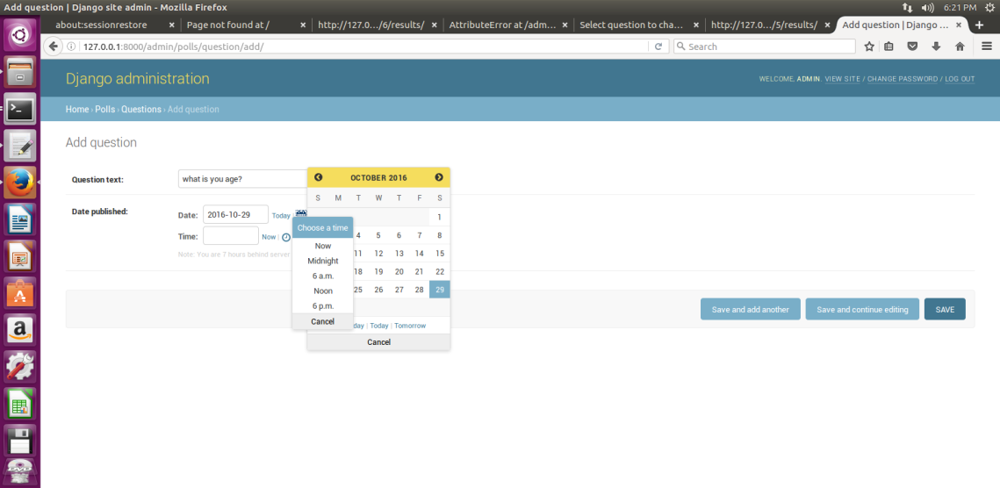 Add question | Django site admin - Mozilla Firefox
6:21 PM
about:sessionrestore
Page not found at /
http://127.0.../6/results/
AttributeError at /adm...
Select question to cha...
http://127.0.../5/results/
Add question | Django ...
127.0.0.1:8000/admin/polls/question/add/
Search
Django administration
WELCOME, ADMIN. VIEW SITE / CHANGE PASSWORD / LOG OUT
Home › Polls › Questions › Add question
Add question
Question text:
what is you age?
Date published:
Date:
2016-10-29
Today |
Time:
Now |
Note: You are 7 hours behind server
OCTOBER 2016
S M T W T F S
1
4 5 6 7 8
11 12 13 14 15
18 19 20 21 22
25 26 27 28 29
day | Today | Tomorrow
Cancel
Choose a time
Now
Midnight
6 a.m.
Noon
6 p.m.
Cancel
Save and add another
Save and continue editing
SAVE